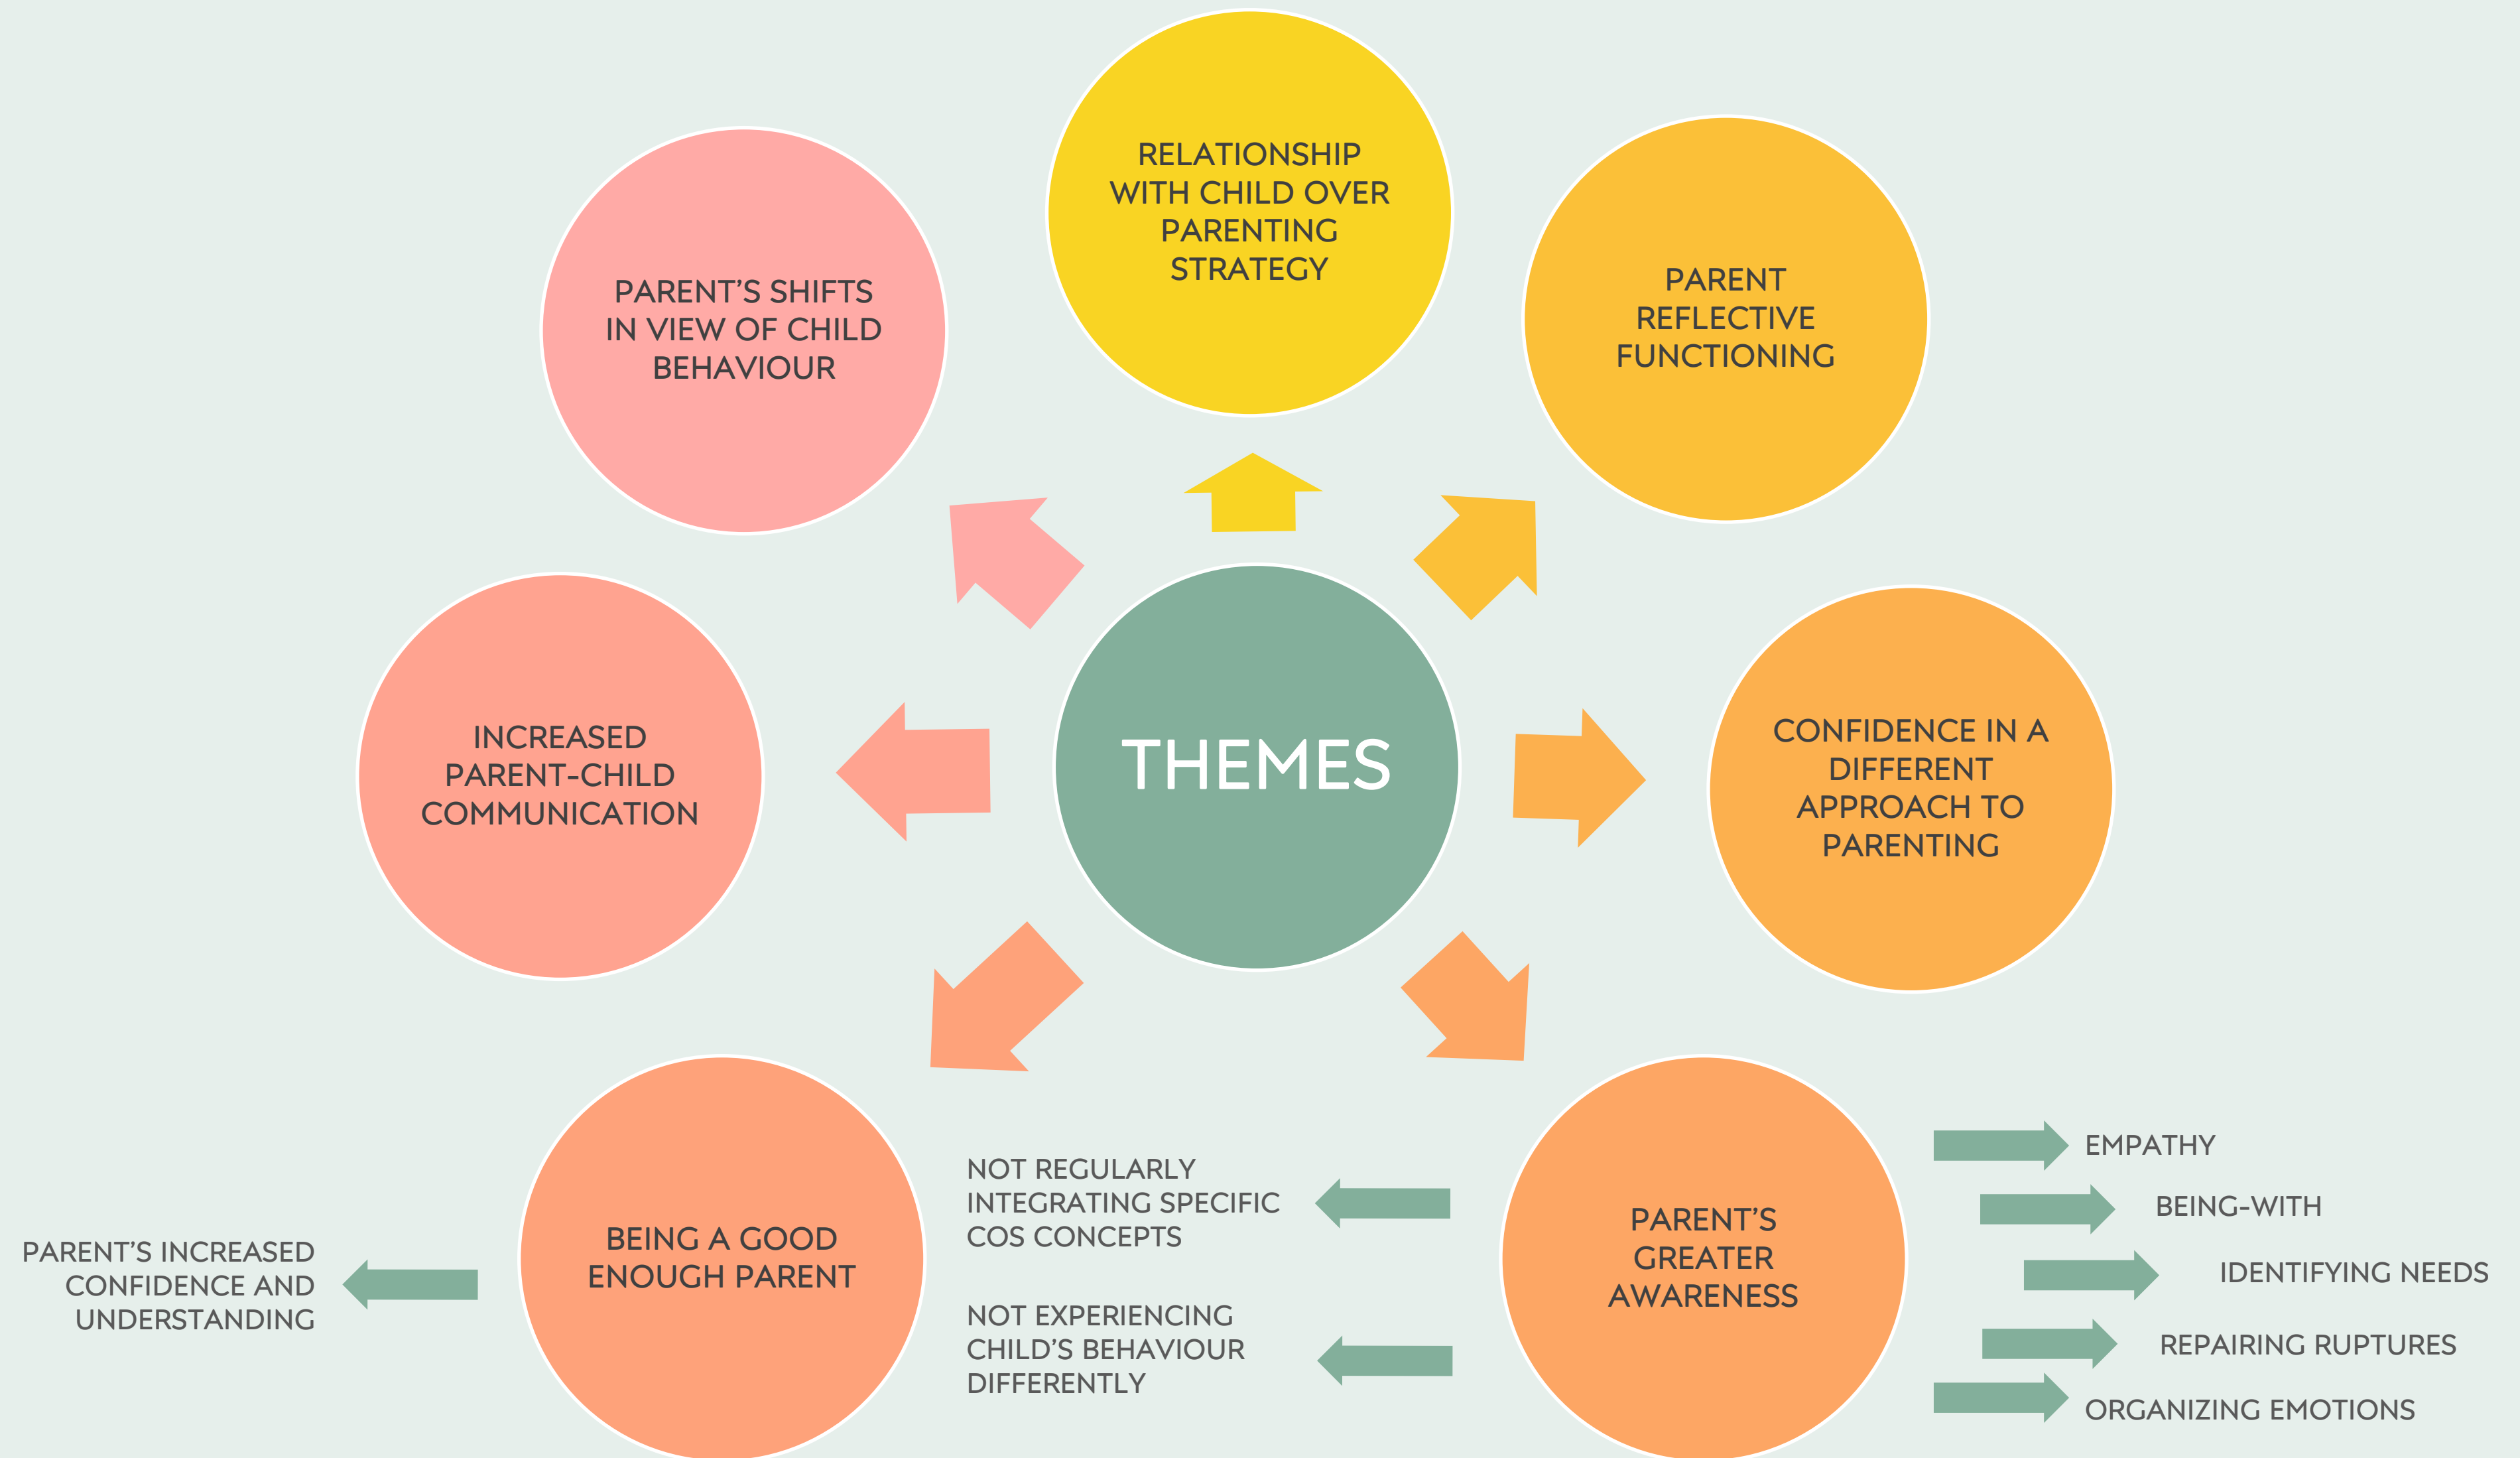 RELATIONSHIP
WITH CHILD OVER
PARENTING
STRATEGY
PARENT’S SHIFTS
IN VIEW OF CHILD
BEHAVIOUR
PARENT
REFLECTIVE
FUNCTIONING
INCREASED
PARENT-CHILD
COMMUNICATION
THEMES
CONFIDENCE IN A
DIFFERENT
APPROACH TO
PARENTING
PARENT’S INCREASED
CONFIDENCE AND
UNDERSTANDING
BEING A GOOD
ENOUGH PARENT
NOT REGULARLY
INTEGRATING SPECIFIC
COS CONCEPTS
NOT EXPERIENCING
CHILD’S BEHAVIOUR
DIFFERENTLY
PARENT’S
GREATER
AWARENESS
EMPATHY
BEING-WITH
IDENTIFYING NEEDS
REPAIRING RUPTURES
ORGANIZING EMOTIONS